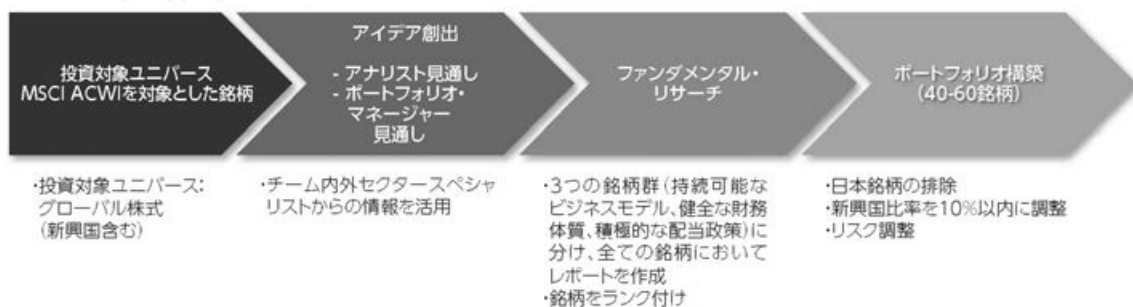 投資対象ユニバース
MSCI ACWIを対象とした銘柄
アイデア創出
- アナリスト見通し
- ポートフォリオ・
マネージャー
見通し
ファンダメンタル・
リサーチ
ポートフォリオ構築
(40-60銘柄)
・投資対象ユニバース:
グローバル株式
(新興国含む)
・チーム内外セクタースペシャ
リストからの情報を活用
・3つの銘柄群(持続可能な
ビジネスモデル、健全な財務
体質、積極的な配当政策)に
分け、全ての銘柄において
レポートを作成
・銘柄をランク付け
・日本銘柄の排除
・新興国比率を10%以内に調整
・リスク調整